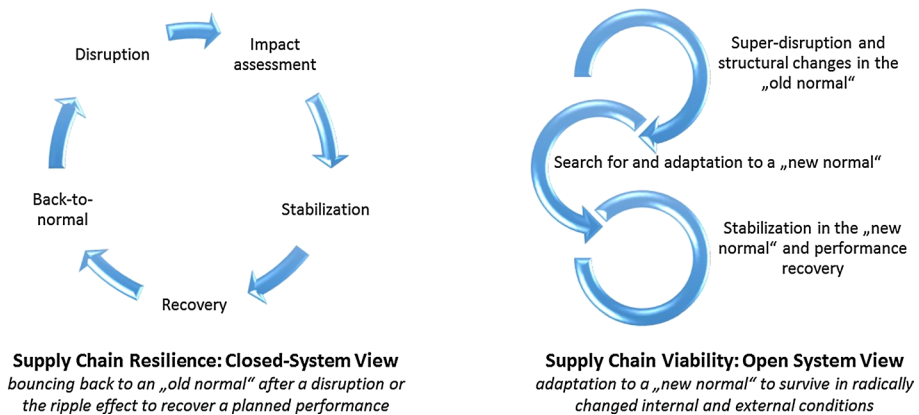 Disruption
Impact
assessment
Stabilization
Recovery
Back-to-
normal
Supply Chain Resilience: Closed-System View
bouncing back to an „old normal“ after a disruption or
the ripple effect to recover a planned performance
Super-disruption and
structural changes in the
„old normal“
Search for and adaptation to a „new normal“
Stabilization in the „new
normal“ and performance
recovery
Supply Chain Viability: Open System View
adaptation to a „new normal“ to survive in radically
changed internal and external conditions